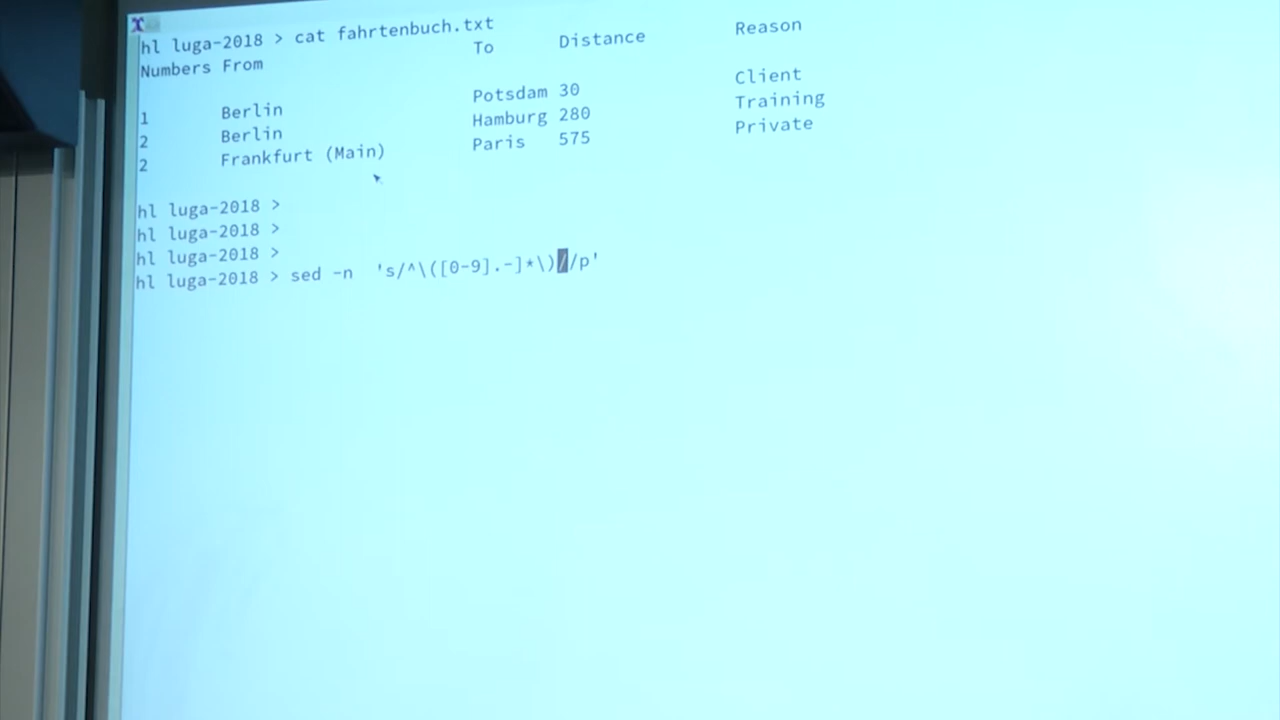 hl luga-2018 > cat fahrtenbuch.txt
Numbers From To Distance Reason
1 Berlin Potsdam 30 Client
2 Berlin Hamburg 280 Training
2 Frankfurt (Main) Paris 575 Private
hl luga-2018 >
hl luga-2018 >
hl luga-2018 >
hl luga-2018 > sed -n 's/^\([0-9].-]*\)//p'